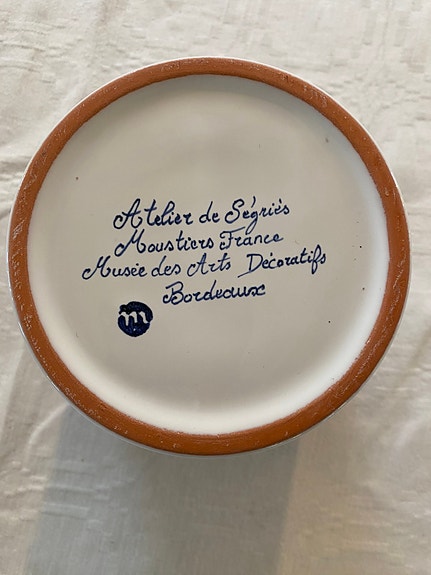 Atelier de Ségriès
Moustiers France
Musée des Arts Décoratifs
Bordeaux
m